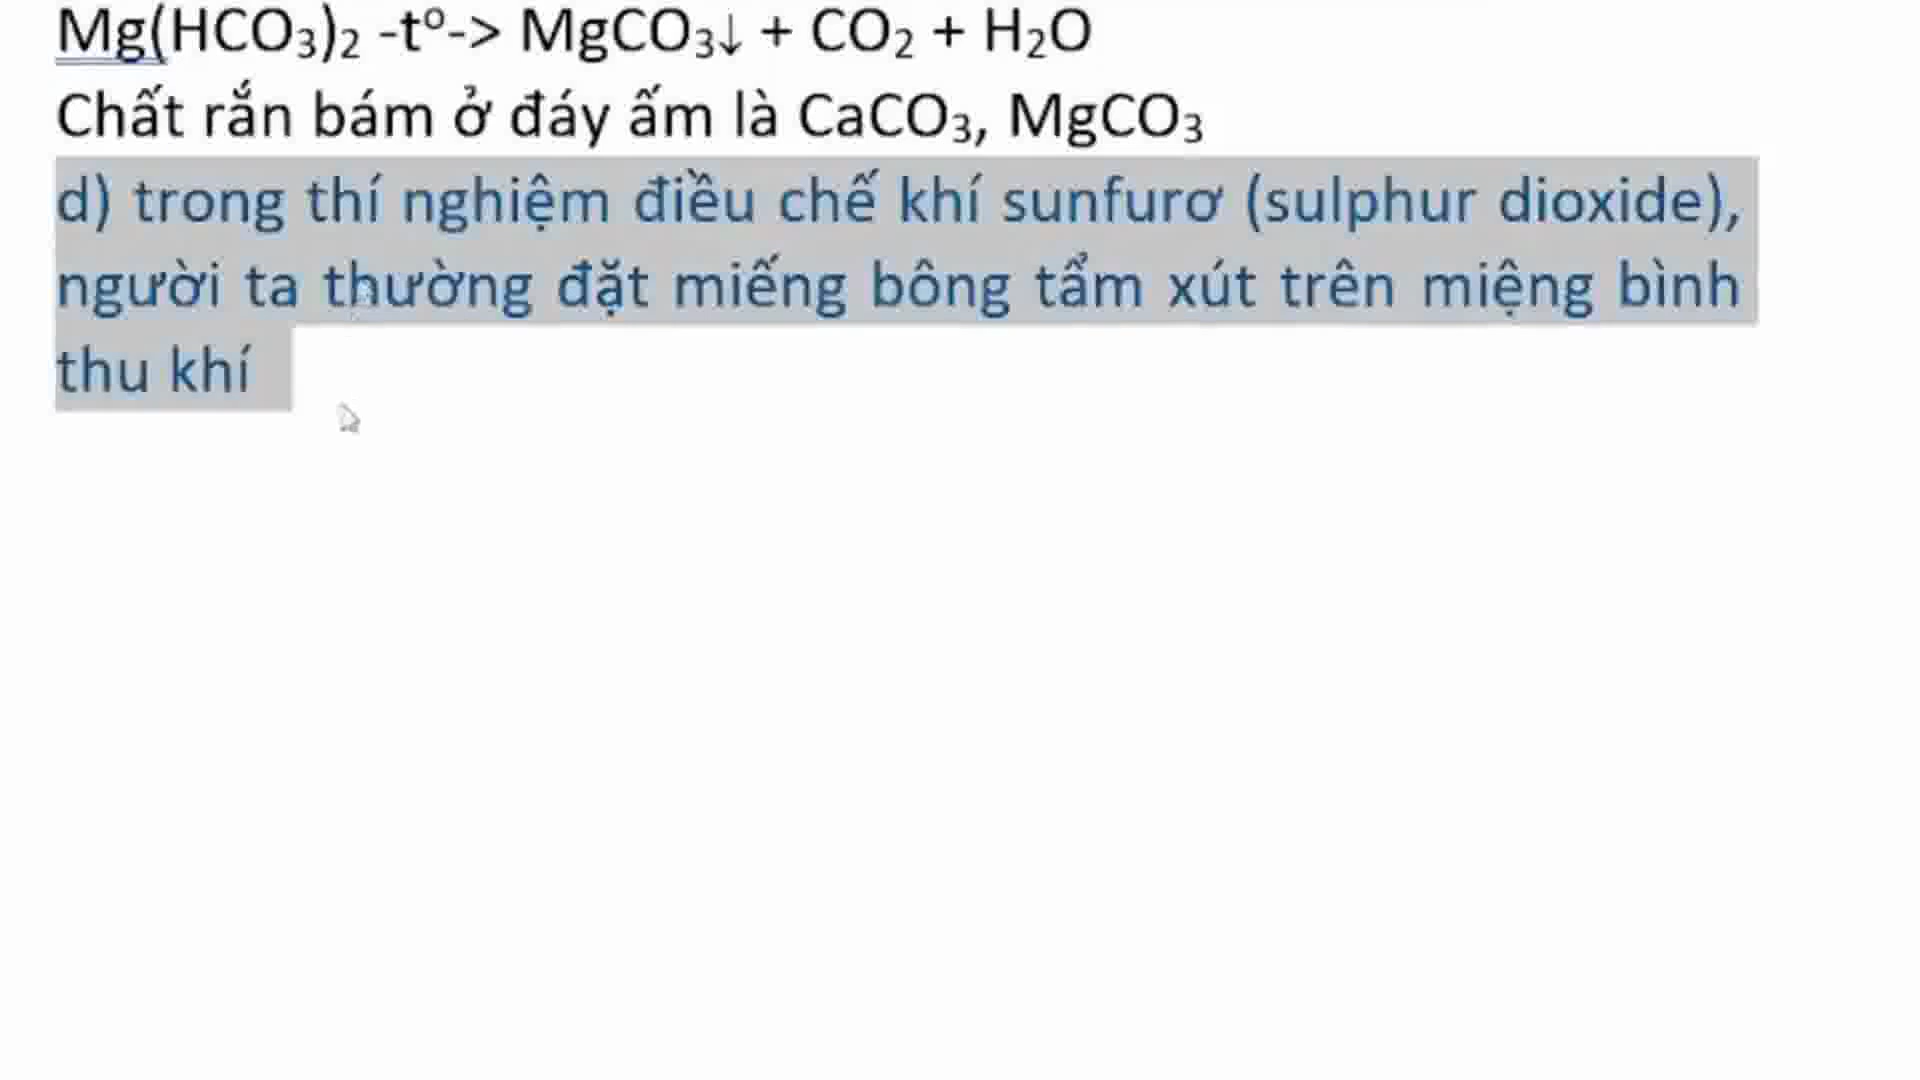 Mg(HCO₃)₂ -tº-> MgCO₃↓ + CO₂ + H₂O
Chất rắn bám ở đáy ấm là CaCO₃, MgCO₃
d) trong thí nghiệm điều chế khí sunfurơ (sulphur dioxide),
người ta thường đặt miếng bông tẩm xút trên miệng bình
thu khí